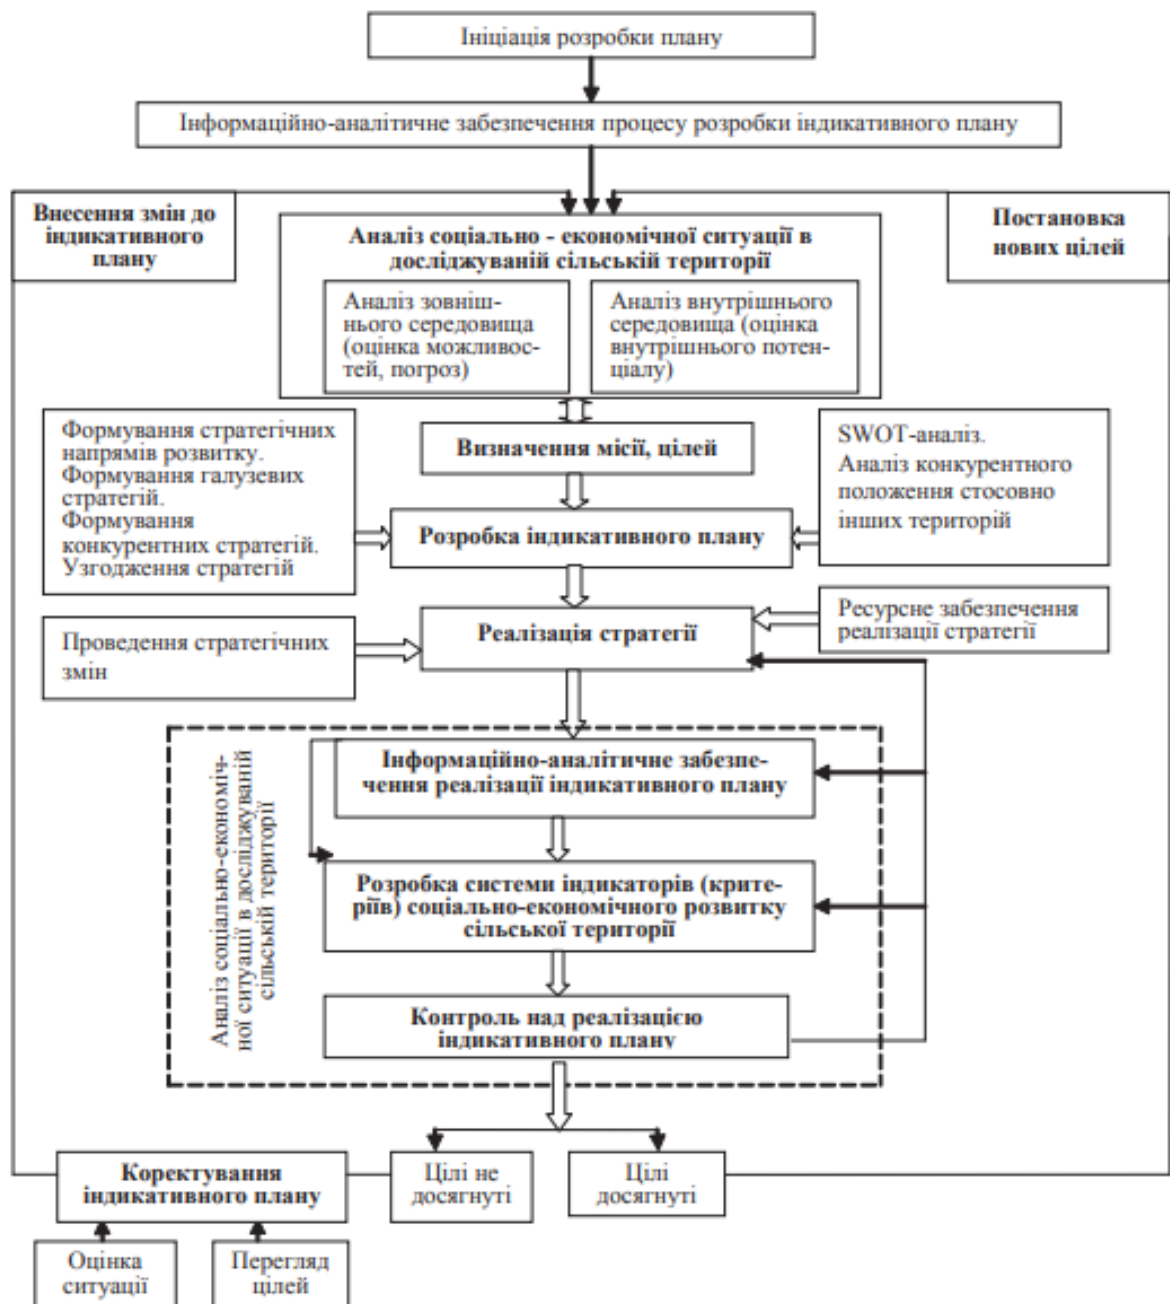 Ініціація розробки плану
Інформаційно-аналітичне забезпечення процесу розробки індикативного плану
Внесення змін до
індикативного
плану
Постановка
нових цілей
Аналіз соціально - економічної ситуації в
досліджуваній сільській території
Аналіз зовніш-
нього середовища
(оцінка можливос-
тей, погроз)
Аналіз внутрішнього
середовища (оцінка
внутрішнього потен-
ціалу)
Формування стратегічних
напрямів розвитку.
Формування галузевих
стратегій.
Формування
конкурентних стратегій.
Узгодження стратегій
Визначення місії, цілей
SWOT-аналіз.
Аналіз конкурентного
положення стосовно
інших територій
Розробка індикативного плану
Проведення стратегічних
змін
Реалізація стратегії
Ресурсне забезпечення
реалізації стратегії
Аналіз соціально-економіч-
ної ситуації в досліджуваній
сільській території
Інформаційно-аналітичне забезпе-
чення реалізації індикативного плану
Розробка системи індикаторів (крите-
ріїв) соціально-економічного розвитку
сільської території
Контроль над реалізацією
індикативного плану
Коректування
індикативного плану
Цілі не
досягнуті
Цілі
досягнуті
Оцінка
ситуації
Перегляд
цілей